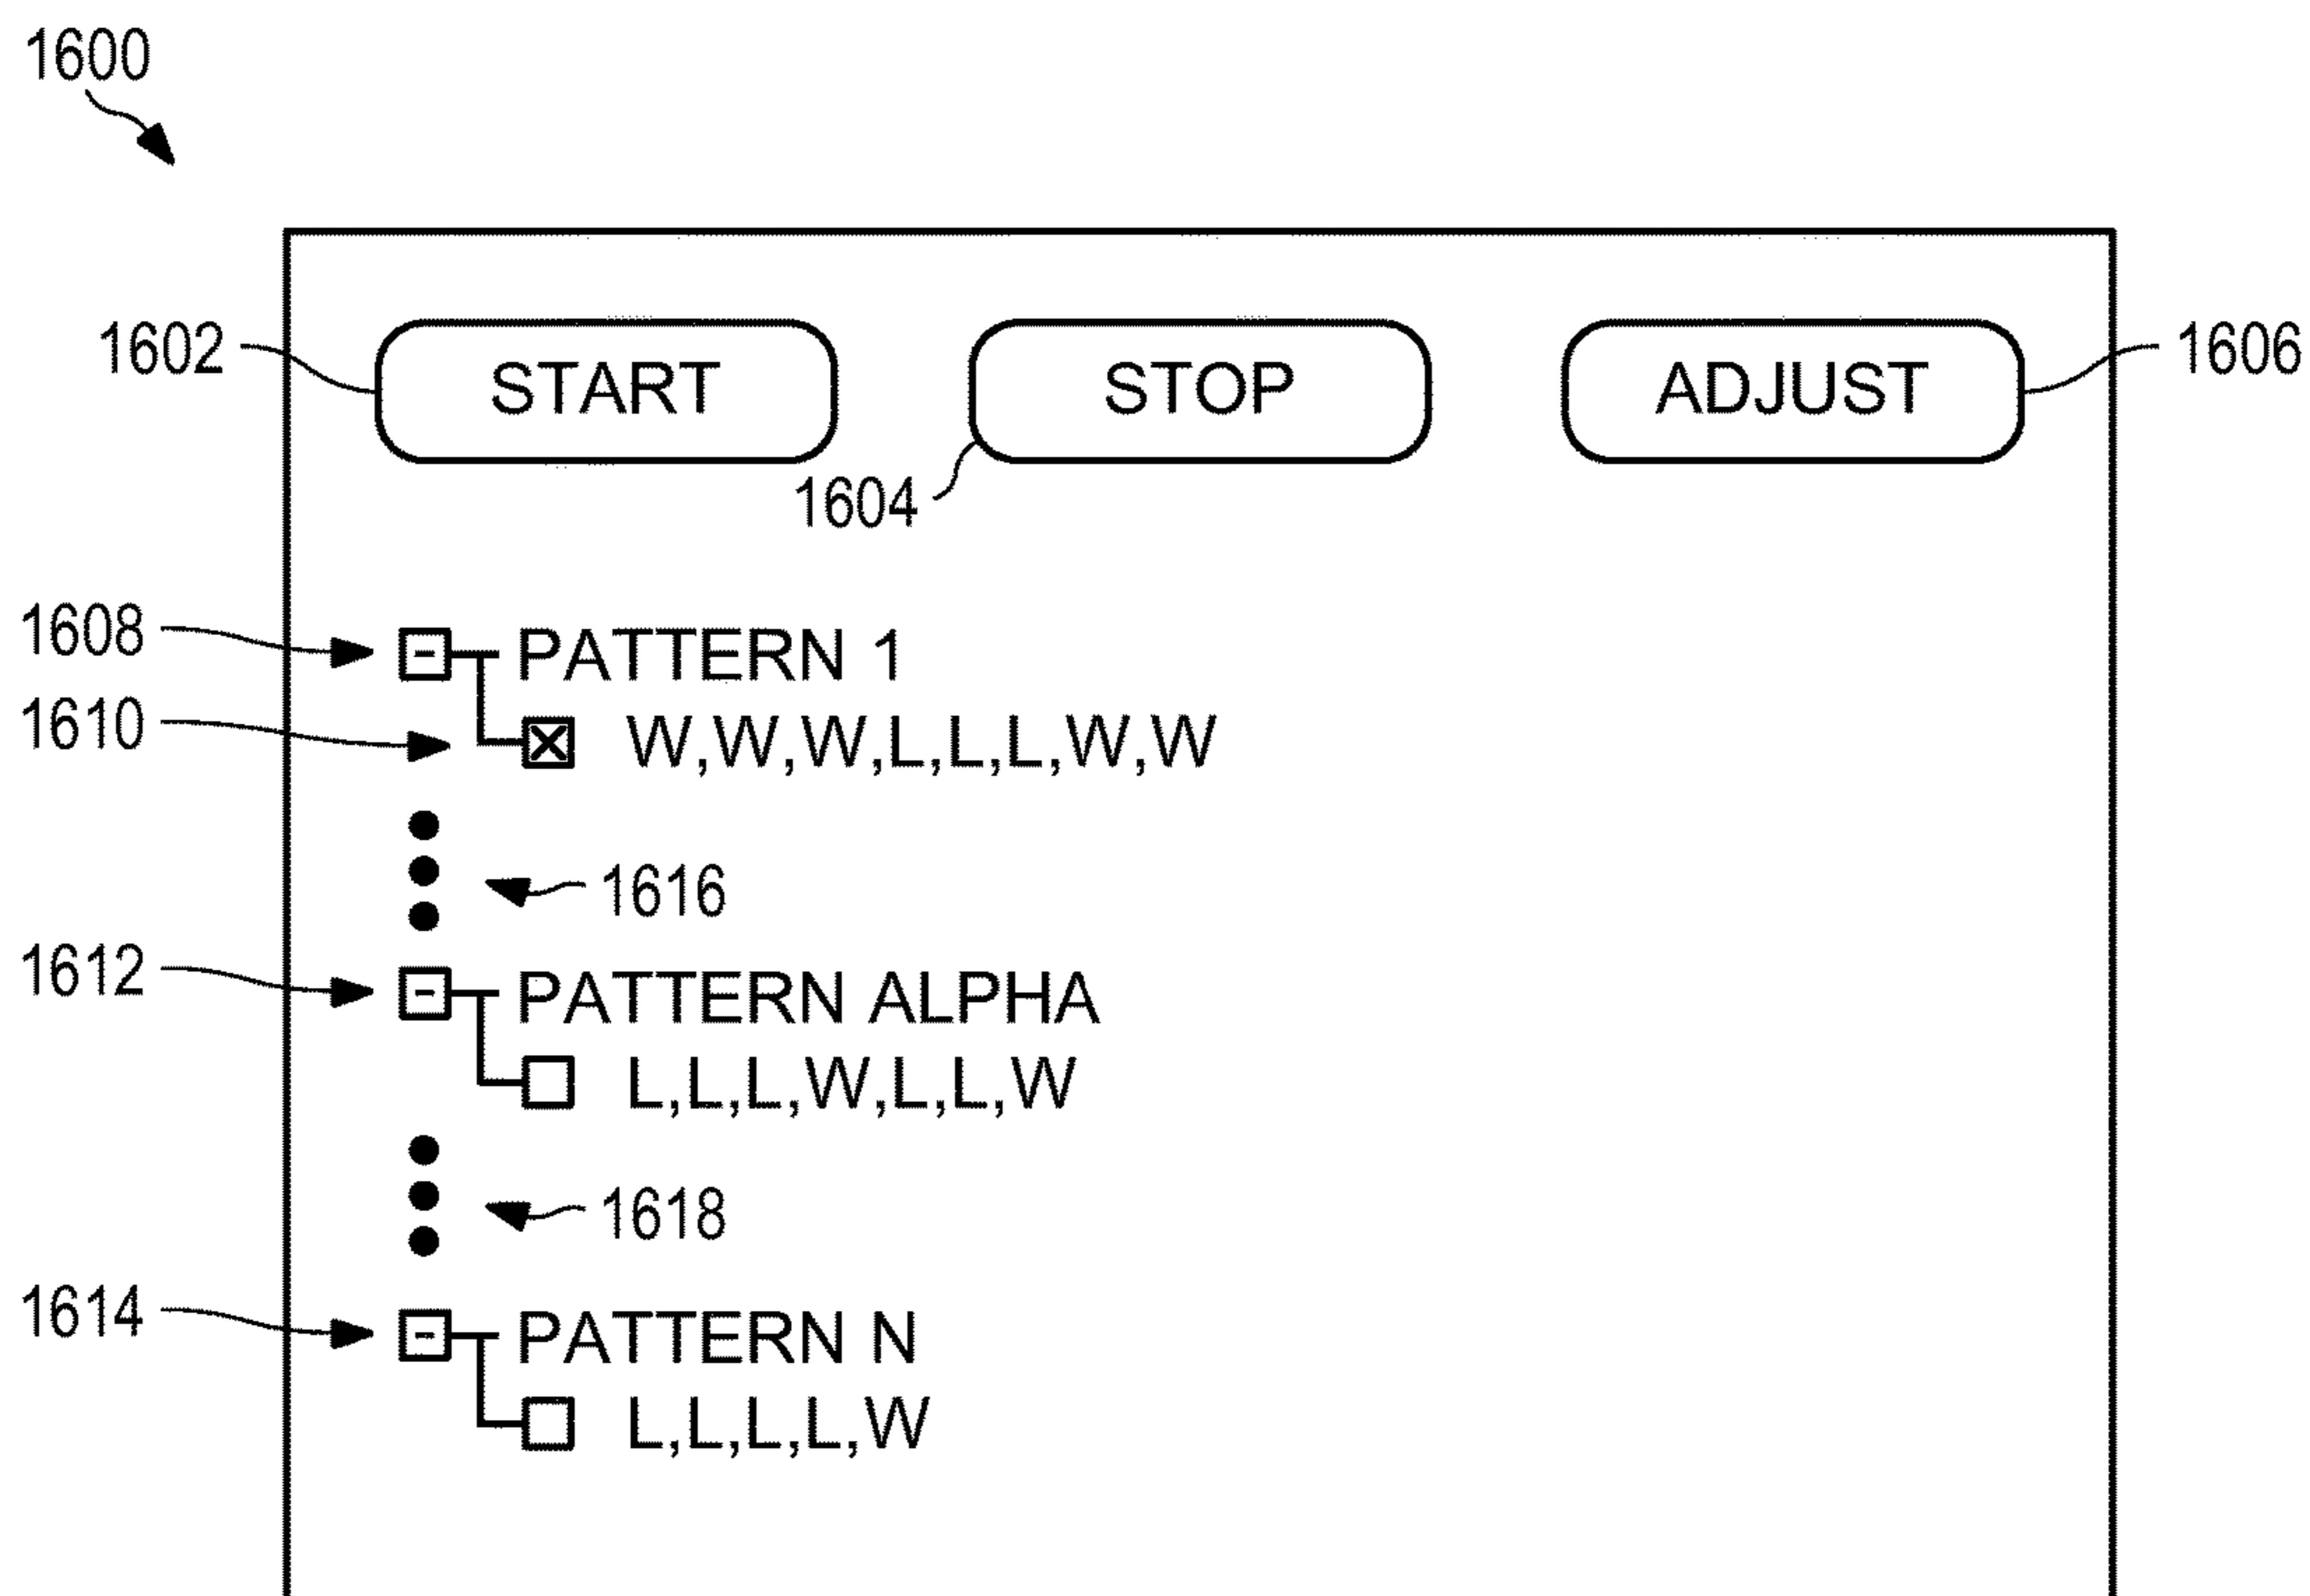 1600
1602 START STOP ADJUST 1606
1604
1608 PATTERN 1
1610 W,W,W,L,L,L,W,W
1616
1612 PATTERN ALPHA
L,L,L,W,L,L,W
1618
1614 PATTERN N
L,L,L,L,W